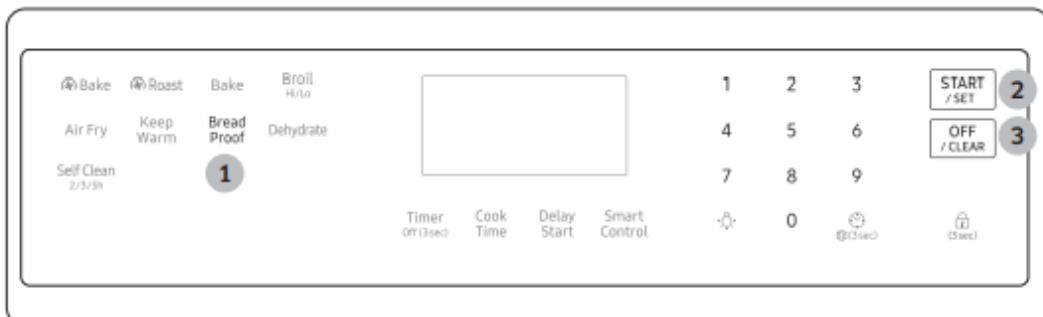 Bake
Roast
Bake
Broil
Hi/Lo
1
2
3
START
/ SET
2
Air Fry
Keep
Warm
Bread
Proof
Dehydrate
4
5
6
OFF
/ CLEAR
3
Self Clean
2/3/5h
1
7
8
9
Timer
Off (3sec)
Cook
Time
Delay
Start
Smart
Control
0
(3sec)
(3sec)